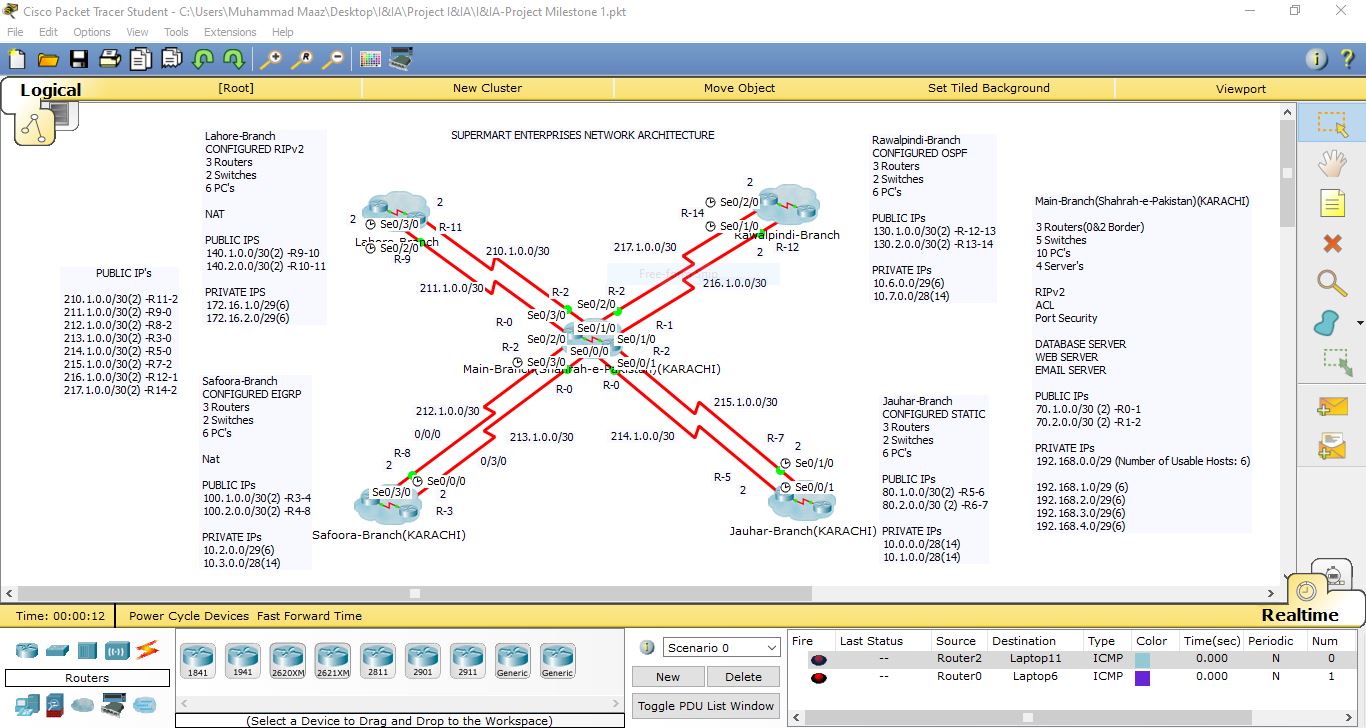 Cisco Packet Tracer Student - C:\Users\Muhammad Maaz\Desktop\I&IA\Project I&IA\I&IA-Project Milestone 1.pkt
File Edit Options View Tools Extensions Help
Logical
[Root]
New Cluster
Move Object
Set Tiled Background
Viewport
SUPERMART ENTERPRISES NETWORK ARCHITECTURE
Lahore-Branch
CONFIGURED RIPv2
3 Routers
2 Switches
6 PC's
NAT
PUBLIC IPS
140.1.0.0/30(2) -R9-10
140.2.0.0/30(2) -R10-11
PRIVATE IPS
172.16.1.0/29(6)
172.16.2.0/29(6)
PUBLIC IP's
210.1.0.0/30(2) -R11-2
211.1.0.0/30(2) -R9-0
212.1.0.0/30(2) -R8-2
213.1.0.0/30(2) -R3-0
214.1.0.0/30(2) -R5-0
215.1.0.0/30(2) -R7-2
216.1.0.0/30(2) -R12-1
217.1.0.0/30(2) -R14-2
Safoora-Branch
CONFIGURED EIGRP
3 Routers
2 Switches
6 PC's
Nat
PUBLIC IPs
100.1.0.0/30(2) -R3-4
100.2.0.0/30(2) -R4-8
PRIVATE IPs
10.2.0.0/29(6)
10.3.0.0/28(14)
2
2
Se0/3/0
R-11
Lahore-Branch
Se0/2/0
R-9
210.1.0.0/30
211.1.0.0/30
2
Se0/2/0
R-14
Se0/1/0
Rawalpindi-Branch
R-12
2
217.1.0.0/30
216.1.0.0/30
Free-form Snip
R-2
R-2
Se0/2/0
Se0/3/0
R-0
Se0/1/0
R-1
Se0/2/0
Se0/1/0
R-2
Se0/0/0
R-2
Se0/3/0
Se0/0/1
Main-Branch(Shahrah-e-Pakistan)(KARACHI)
R-0
R-0
212.1.0.0/30
0/0/0
213.1.0.0/30
0/3/0
R-8
2
Se0/0/0
Se0/3/0
2
R-3
Safoora-Branch(KARACHI)
215.1.0.0/30
214.1.0.0/30
R-7
2
Se0/1/0
R-5
Se0/0/1
2
Jauhar-Branch(KARACHI)
Rawalpindi-Branch
CONFIGURED OSPF
3 Routers
2 Switches
6 PC's
PUBLIC IPs
130.1.0.0/30(2) -R12-13
130.2.0.0/30(2) -R13-14
PRIVATE IPs
10.6.0.0/29(6)
10.7.0.0/28(14)
Jauhar-Branch
CONFIGURED STATIC
3 Routers
2 Switches
6 PC's
PUBLIC IPs
80.1.0.0/30(2) -R5-6
80.2.0.0/30 (2) -R6-7
PRIVATE IPs
10.0.0.0/28(14)
10.1.0.0/28(14)
Main-Branch(Shahrah-e-Pakistan)(KARACHI)
3 Routers(0&2 Border)
5 Switches
10 PC's
4 Server's
RIPv2
ACL
Port Security
DATABASE SERVER
WEB SERVER
EMAIL SERVER
PUBLIC IPs
70.1.0.0/30 (2) -R0-1
70.2.0.0/30 (2) -R1-2
PRIVATE IPs
192.168.0.0/29 (Number of Usable Hosts: 6)
192.168.1.0/29 (6)
192.168.2.0/29(6)
192.168.3.0/29(6)
192.168.4.0/29(6)
Time: 00:00:12
Power Cycle Devices Fast Forward Time
Realtime
Routers
1841 1941 2620XM 2621XM 2811 2901 2911 Generic Generic
(Select a Device to Drag and Drop to the Workspace)
Scenario 0
New Delete
Toggle PDU List Window
Fire Last Status Source Destination Type Color Time(sec) Periodic Num
-- Router2 Laptop11 ICMP 0.000 N 0
-- Router0 Laptop6 ICMP 0.000 N 1